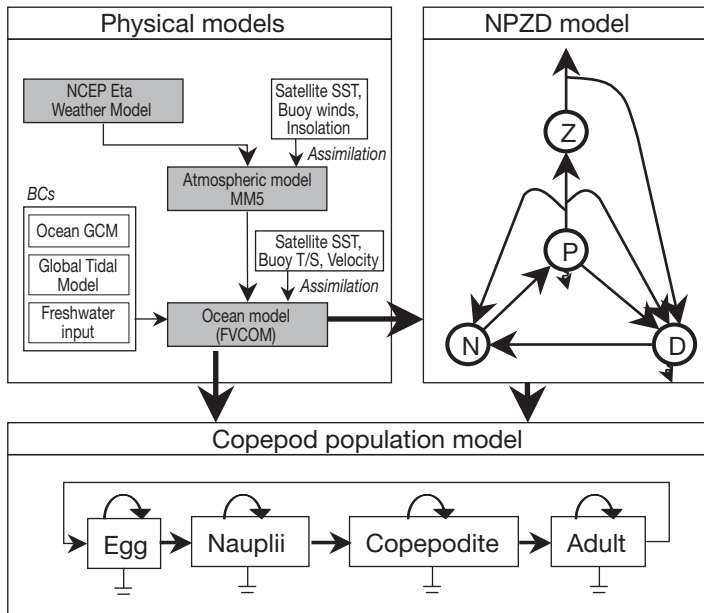 Physical models
NCEP Eta
Weather Model
Satellite SST,
Buoy winds,
Insolation
Assimilation
Atmospheric model
MM5
BCs
Ocean GCM
Global Tidal
Model
Freshwater
input
Satellite SST,
Buoy T/S, Velocity
Assimilation
Ocean model
(FVCOM)
NPZD model
Z
P
N
D
Copepod population model
Egg
Nauplii
Copepodite
Adult